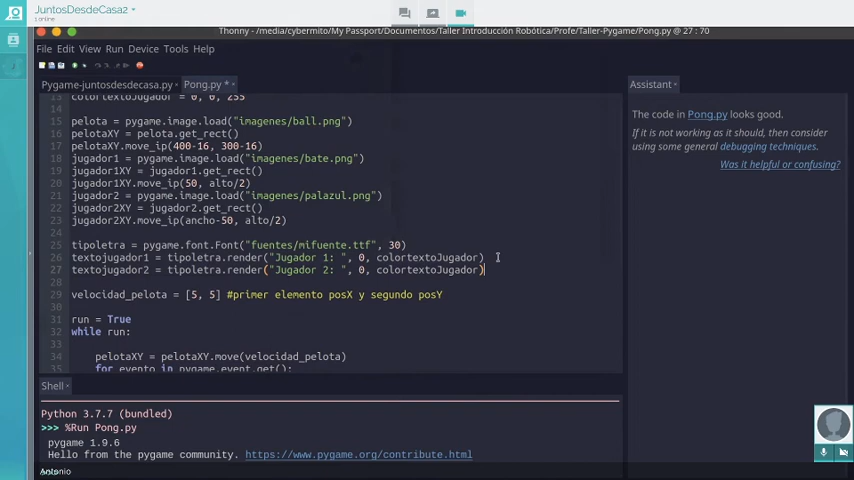 JuntosDesdeCasa2
1 online
Thonny - /media/cybermito/My Passport/Documentos/Taller Introducción Robótica/Profe/Taller-Pygame/Pong.py @ 27 : 70
File Edit View Run Device Tools Help
Pygame-juntosdesdecasa.py Pong.py *
13 colortextoJugador = 0, 0, 255
14
15 pelota = pygame.image.load("imagenes/ball.png")
16 pelotaXY = pelota.get_rect()
17 pelotaXY.move_ip(400-16, 300-16)
18 jugador1 = pygame.image.load("imagenes/bate.png")
19 jugador1XY = jugador1.get_rect()
20 jugador1XY.move_ip(50, alto/2)
21 jugador2 = pygame.image.load("imagenes/palazul.png")
22 jugador2XY = jugador2.get_rect()
23 jugador2XY.move_ip(ancho-50, alto/2)
24
25 tipoletra = pygame.font.Font("fuentes/mifuente.ttf", 30)
26 textojugador1 = tipoletra.render("Jugador 1: ", 0, colortextoJugador)
27 textojugador2 = tipoletra.render("Jugador 2: ", 0, colortextoJugador)
28
29 velocidad_pelota = [5, 5] #primer elemento posX y segundo posY
30
31 run = True
32 while run:
33
34 pelotaXY = pelotaXY.move(velocidad_pelota)
35 for evento in pygame.event.get():
Assistant
The code in Pong.py looks good.
If it is not working as it should, then consider
using some general debugging techniques.
Was it helpful or confusing?
Shell
Python 3.7.7 (bundled)
>>> %Run Pong.py
pygame 1.9.6
Hello from the pygame community. https://www.pygame.org/contribute.html
Antonio